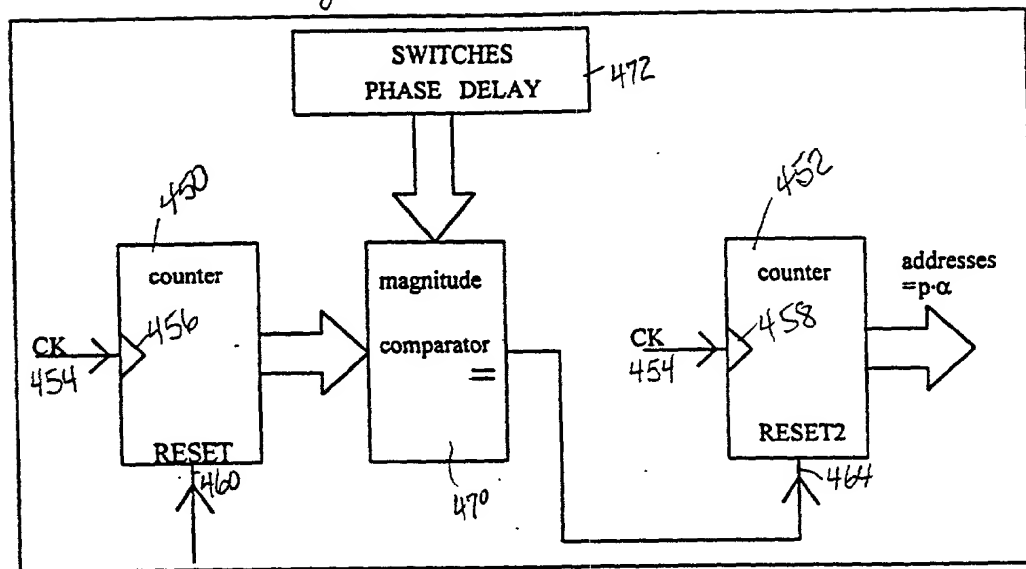 SWITCHES
PHASE DELAY
472
450
452
counter
magnitude
counter
addresses
=p·α
456
458
CK
454
comparator
=
CK
454
RESET
460
470
RESET2
464